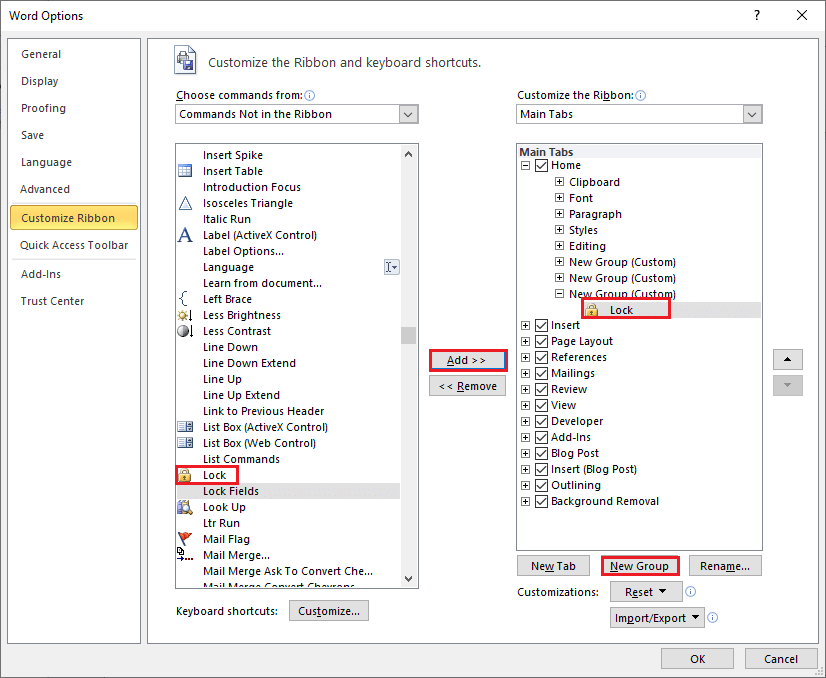 Word Options
?
General
Display
Proofing
Save
Language
Advanced
Customize Ribbon
Quick Access Toolbar
Add-Ins
Trust Center
Customize the Ribbon and keyboard shortcuts.
Choose commands from:
Commands Not in the Ribbon
Insert Spike
Insert Table
Introduction Focus
Isosceles Triangle
Italic Run
Label (ActiveX Control)
Label Options...
Language
Learn from document...
Left Brace
Less Brightness
Less Contrast
Line Down
Line Down Extend
Line Up
Line Up Extend
Link to Previous Header
List Box (ActiveX Control)
List Box (Web Control)
List Commands
Lock
Lock Fields
Look Up
Ltr Run
Mail Flag
Mail Merge...
Mail Merge Ask To Convert Che...
Mail Merge Convert Chevrons
Keyboard shortcuts:
Customize...
Add >>
<< Remove
Customize the Ribbon:
Main Tabs
Main Tabs
Home
Clipboard
Font
Paragraph
Styles
Editing
New Group (Custom)
New Group (Custom)
New Group (Custom)
Lock
Insert
Page Layout
References
Mailings
Review
View
Developer
Add-Ins
Blog Post
Insert (Blog Post)
Outlining
Background Removal
New Tab
New Group
Rename...
Customizations:
Reset
Import/Export
OK
Cancel